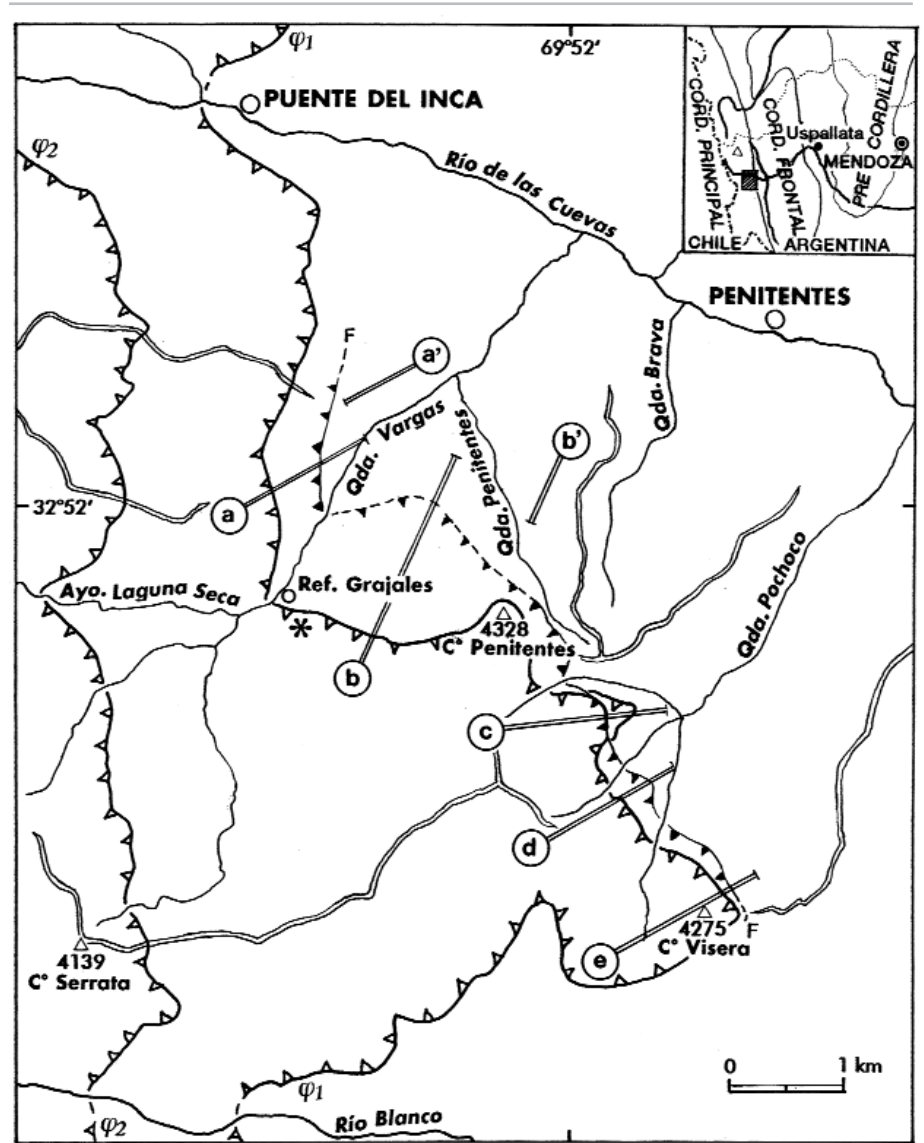 φ1
69°52'
PUENTE DEL INCA
φ2
Río de las Cuevas
CORD. PRINCIPAL
CORD. FRONTAL
PRE CORDILLERA
Uspallata
MENDOZA
CHILE
ARGENTINA
PENITENTES
F
a'
Qda. Vargas
Qda. Penitentes
b'
Qda. Brava
a
32°52'
Ayo. Laguna Seca
Ref. Grajales
*
4328
C° Penitentes
Qda. Pochoco
b
c
d
e
F
4275
C° Visera
4139
C° Serrata
0 1 km
φ1
φ2
Río Blanco